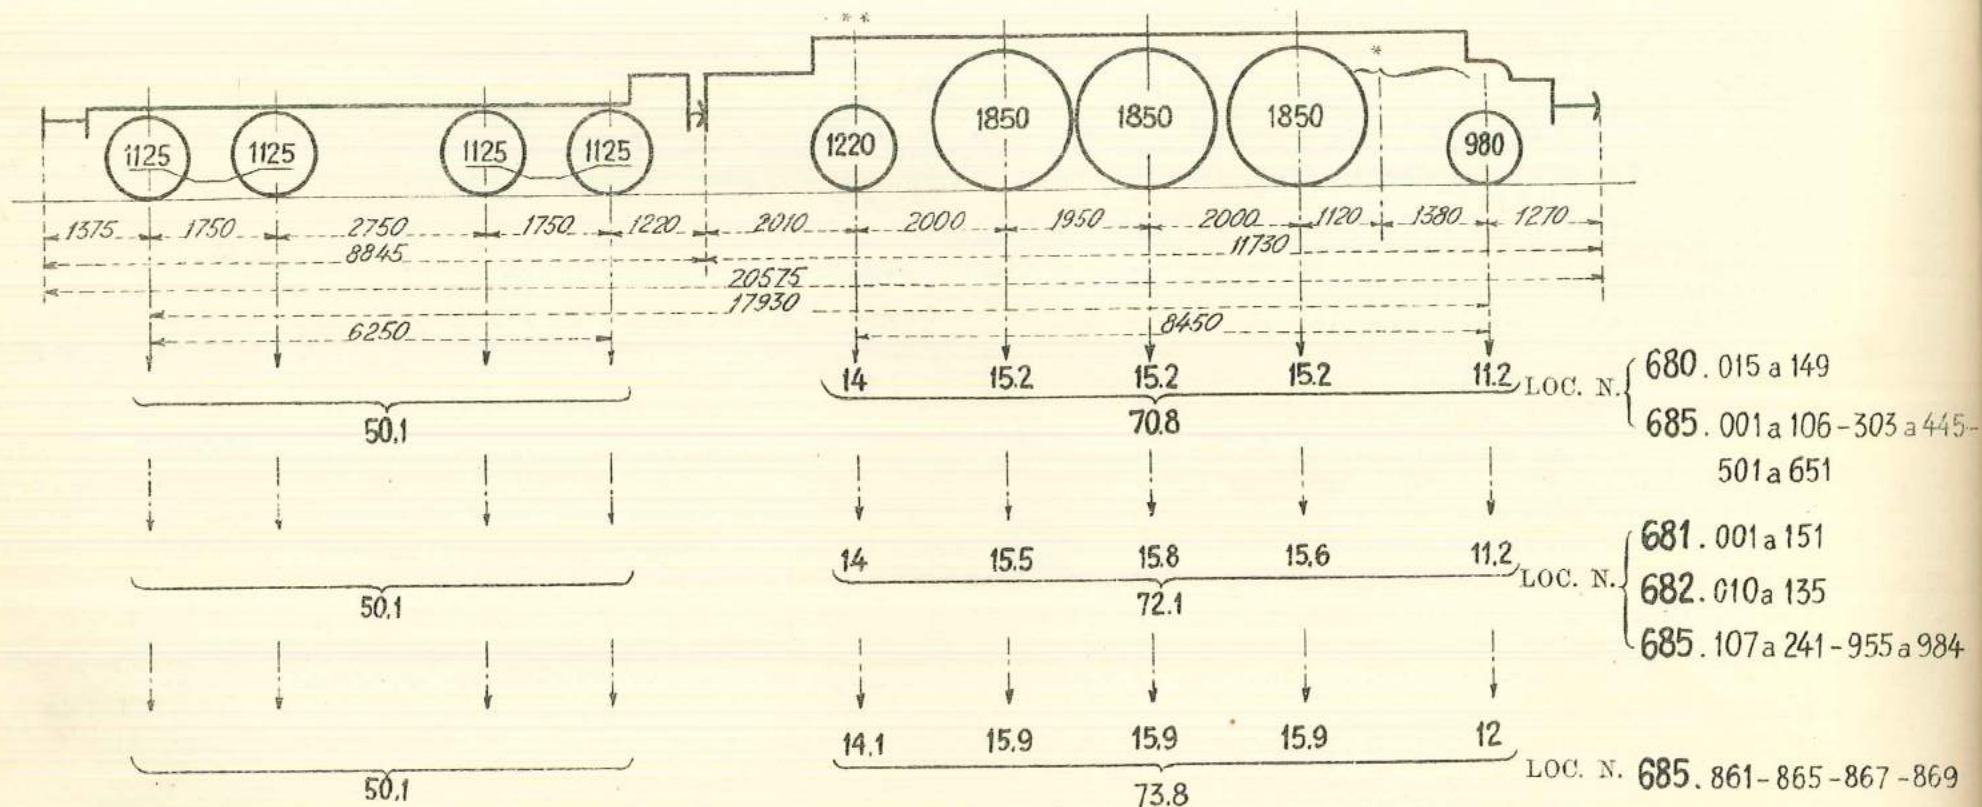 * *
*
1125 1125 1125 1125 1220 1850 1850 1850 980
1375 1750 2750 1750 1220 2010 2000 1950 2000 1120 1380 1270
8845 11730
20575
17930
6250 8450
14 15.2 15.2 15.2 11.2 LOC. N. 680. 015 a 149
50,1 70.8 685. 001 a 106-303 a 445-
501 a 651
14 15.5 15.8 15,6 11,2 LOC. N. 681. 001 a 151
50,1 72.1 682. 010 a 135
685. 107 a 241-955 a 984
14,1 15,9 15,9 15,9 12
50,1 73.8 LOC. N. 685. 861-865-867-869